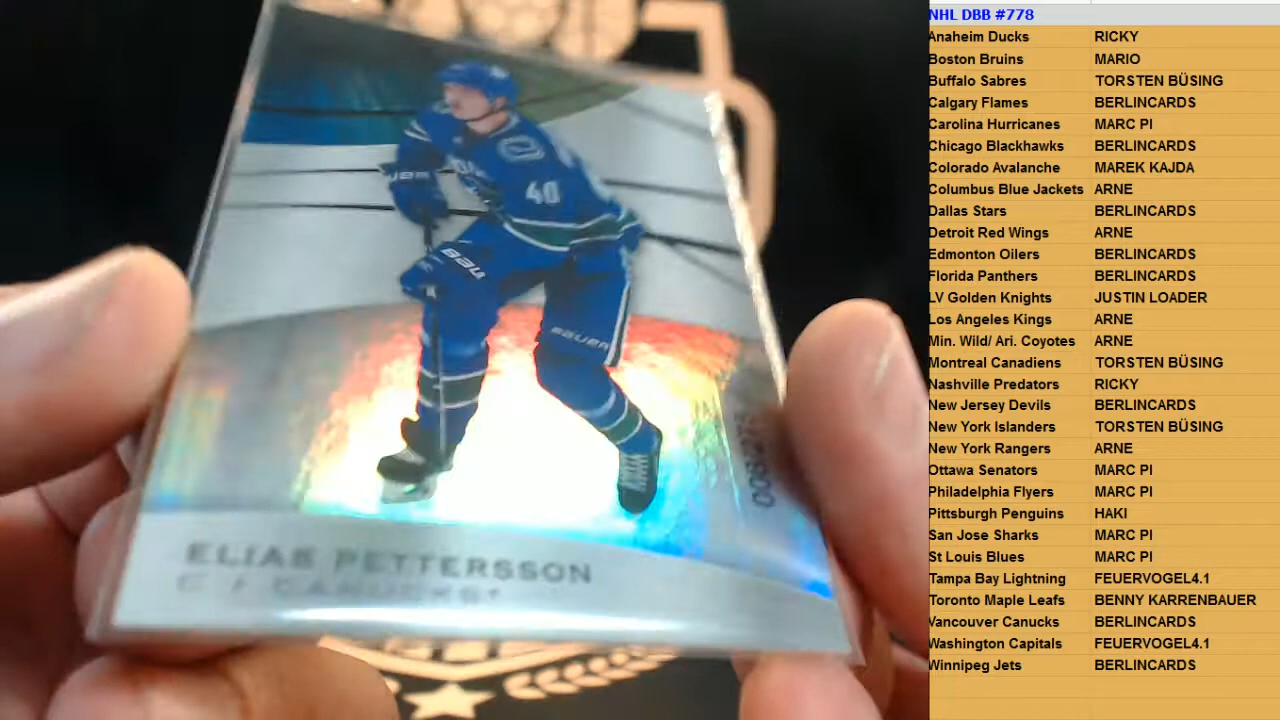 40
BAUER
ELIAS PETTERSSON
C / CANUCKS
NHL DBB #778
Anaheim Ducks RICKY
Boston Bruins MARIO
Buffalo Sabres TORSTEN BÜSING
Calgary Flames BERLINCARDS
Carolina Hurricanes MARC PI
Chicago Blackhawks BERLINCARDS
Colorado Avalanche MAREK KAJDA
Columbus Blue Jackets ARNE
Dallas Stars BERLINCARDS
Detroit Red Wings ARNE
Edmonton Oilers BERLINCARDS
Florida Panthers BERLINCARDS
LV Golden Knights JUSTIN LOADER
Los Angeles Kings ARNE
Min. Wild/ Ari. Coyotes ARNE
Montreal Canadiens TORSTEN BÜSING
Nashville Predators RICKY
New Jersey Devils BERLINCARDS
New York Islanders TORSTEN BÜSING
New York Rangers ARNE
Ottawa Senators MARC PI
Philadelphia Flyers MARC PI
Pittsburgh Penguins HAKI
San Jose Sharks MARC PI
St Louis Blues MARC PI
Tampa Bay Lightning FEUERVOGEL4.1
Toronto Maple Leafs BENNY KARRENBAUER
Vancouver Canucks BERLINCARDS
Washington Capitals FEUERVOGEL4.1
Winnipeg Jets BERLINCARDS